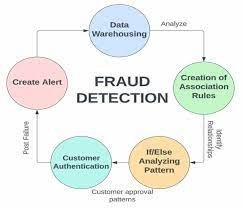 Data
Warehousing
Analyze
Create Alert
FRAUD
DETECTION
Creation of
Association
Rules
Post Failure
Identify
Relationships
Customer
Authentication
If/Else
Analyzing
Pattern
Customer approval
patterns